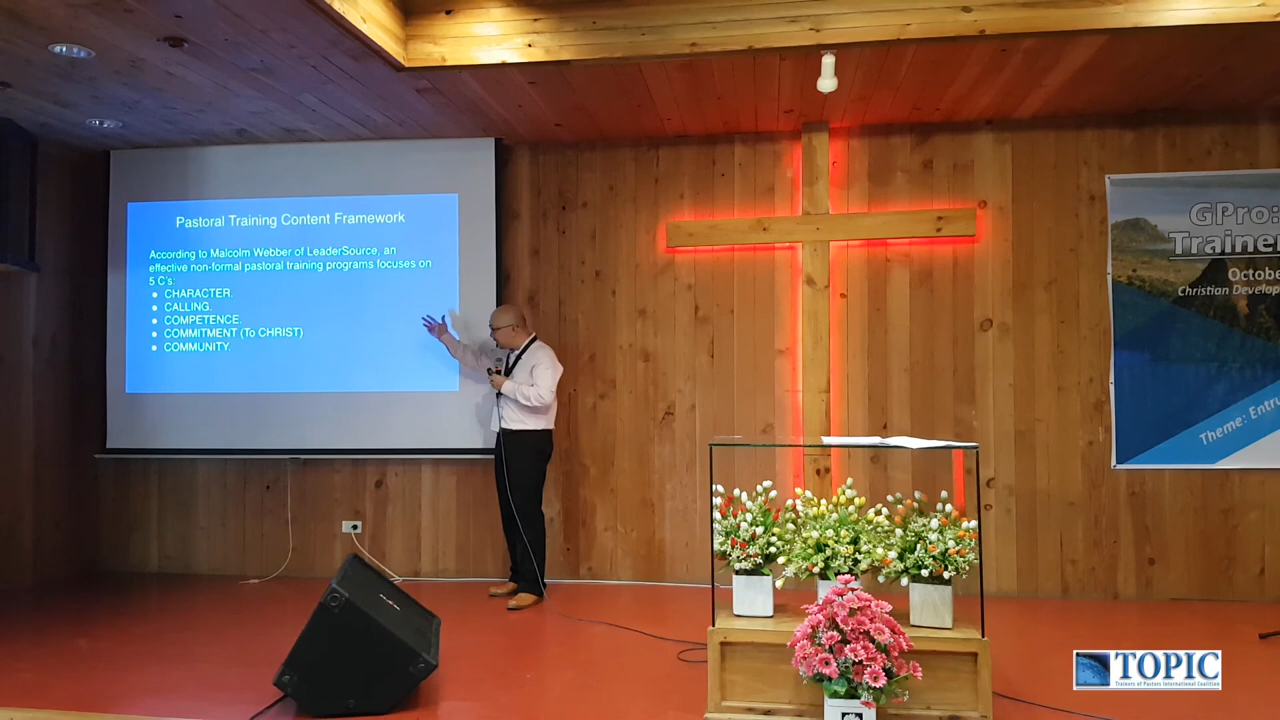 Pastoral Training Content Framework
According to Malcolm Webber of LeaderSource, an
effective non-formal pastoral training programs focuses on
5 C's:
● CHARACTER.
● CALLING.
● COMPETENCE.
● COMMITMENT (To CHRIST)
● COMMUNITY.
GPro:
Traine
Octobe
Christian Develop
Theme: Entru
TOPIC
Trainers of Pastors International Coalition